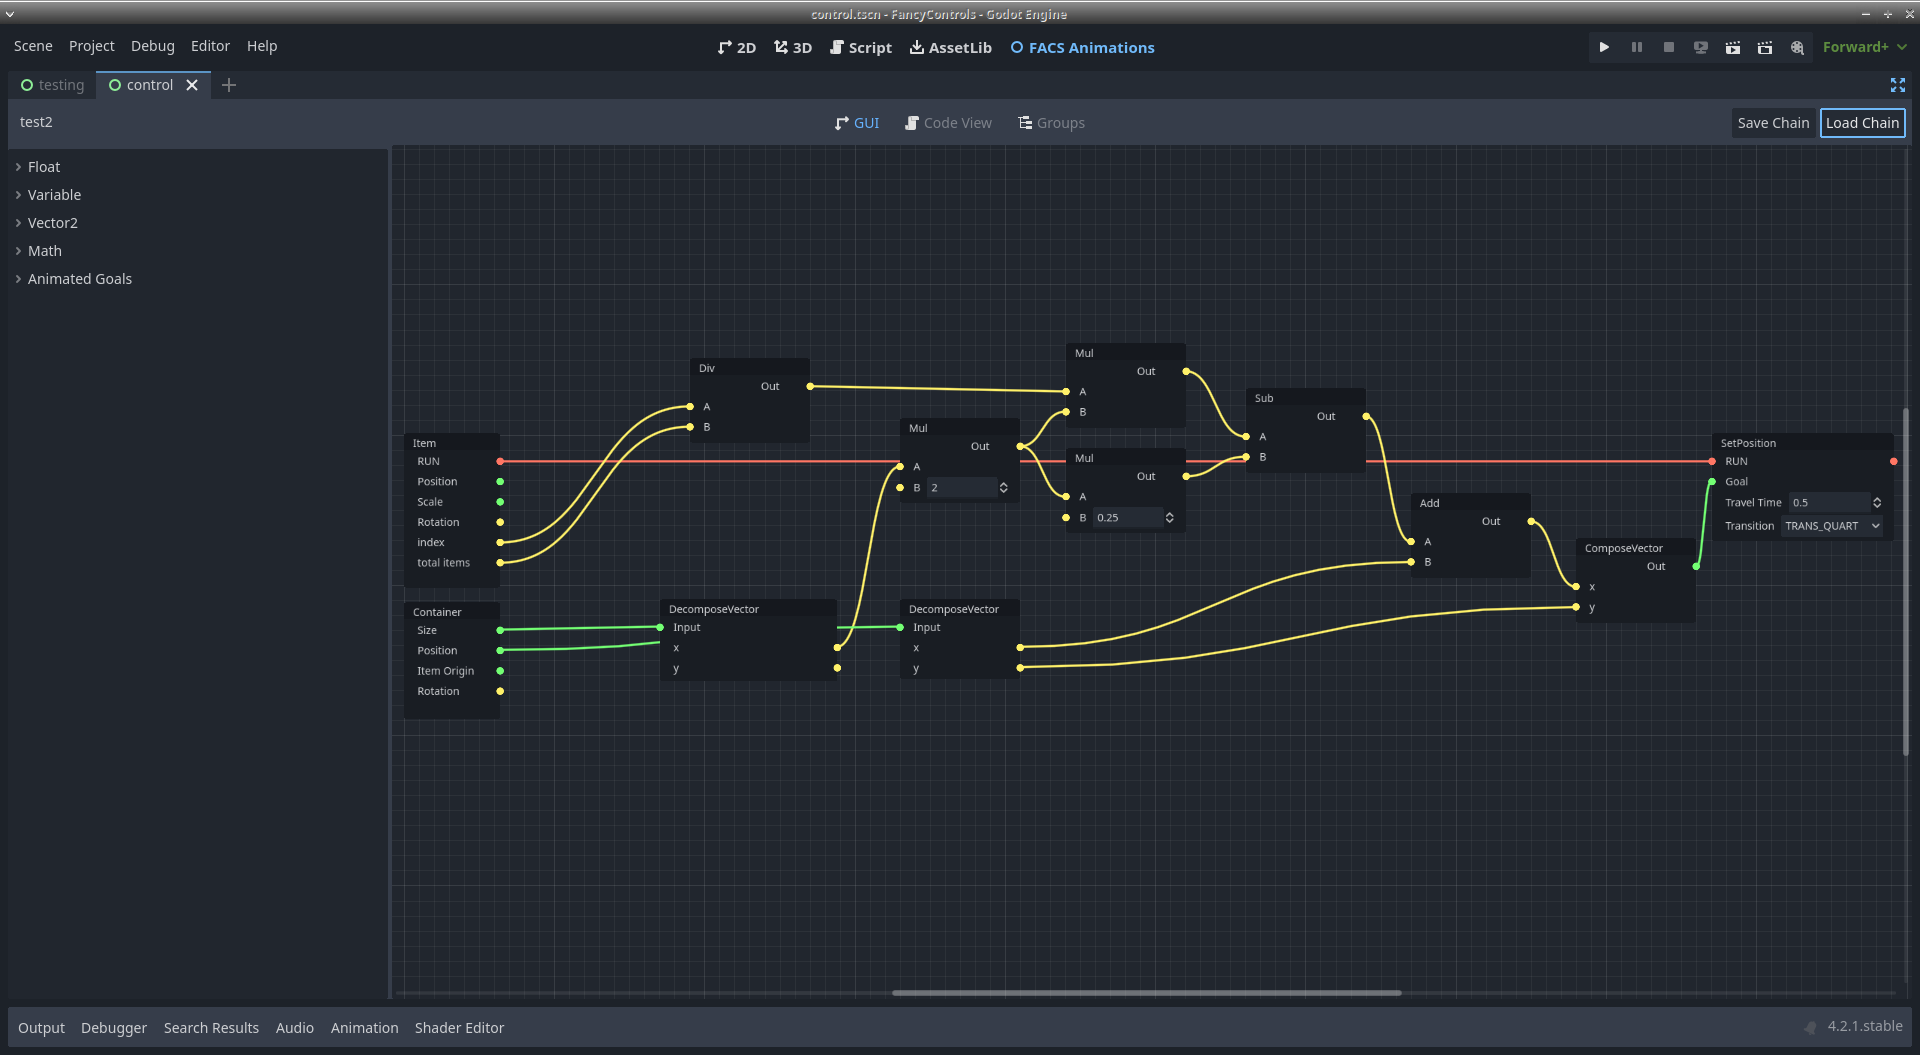 control.tscn - FancyControls - Godot Engine
Scene Project Debug Editor Help
2D 3D Script AssetLib FACS Animations
Forward+
testing control
test2
GUI Code View Groups
Save Chain Load Chain
Float
Variable
Vector2
Math
Animated Goals
Item
RUN
Position
Scale
Rotation
index
total items
Container
Size
Position
Item Origin
Rotation
Div
Out
A
B
DecomposeVector
Input
x
y
Mul
Out
A
B 2
DecomposeVector
Input
x
y
Mul
Out
A
B
Mul
Out
A
B 0.25
Sub
Out
A
B
Add
Out
A
B
ComposeVector
Out
x
y
SetPosition
RUN
Goal
Travel Time 0.5
Transition TRANS_QUART
Output Debugger Search Results Audio Animation Shader Editor
4.2.1.stable